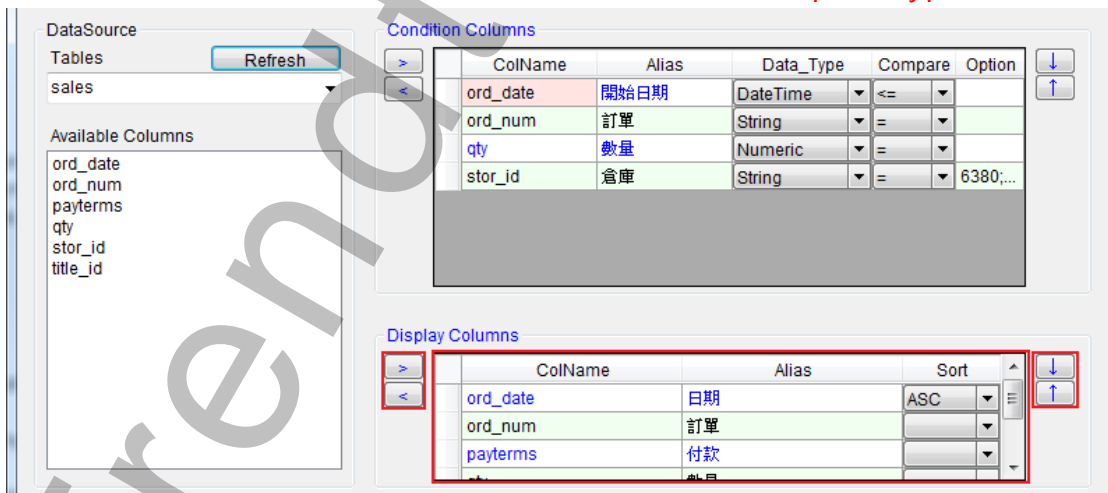 DataSource
Tables
Refresh
sales
Available Columns
ord_date
ord_num
payterms
qty
stor_id
title_id
Condition Columns
>
<
ColName Alias Data_Type Compare Option
ord_date 開始日期 DateTime <=
ord_num 訂單 String =
qty 數量 Numeric =
stor_id 倉庫 String = 6380;...
↓
↑
Display Columns
>
<
ColName Alias Sort
ord_date 日期 ASC
ord_num 訂單
payterms 付款
↓
↑